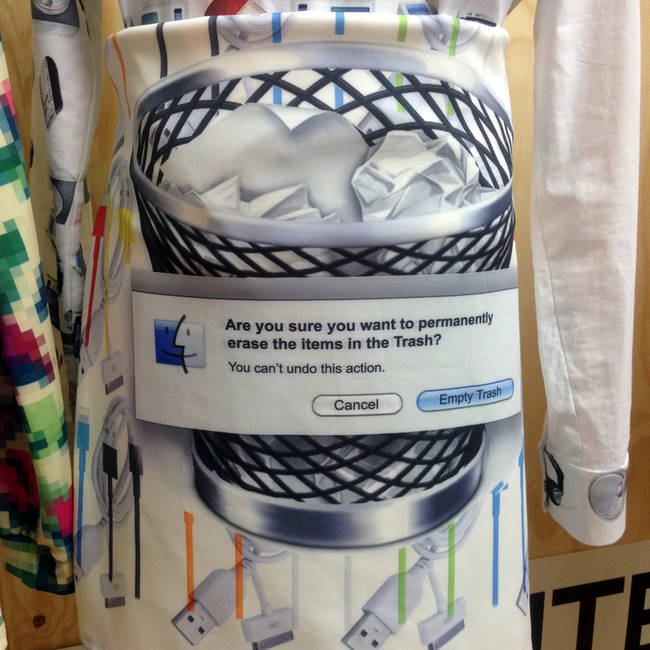 Are you sure you want to permanently
erase the items in the Trash?
You can't undo this action.
Cancel
Empty Trash
ITE